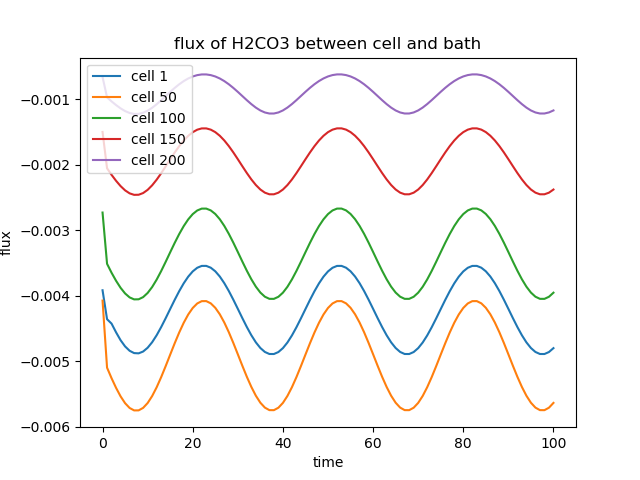 flux of H2CO3 between cell and bath
cell 1
cell 50
cell 100
cell 150
cell 200
−0.001
−0.002
−0.003
−0.004
−0.005
−0.006
flux
0
20
40
60
80
100
time